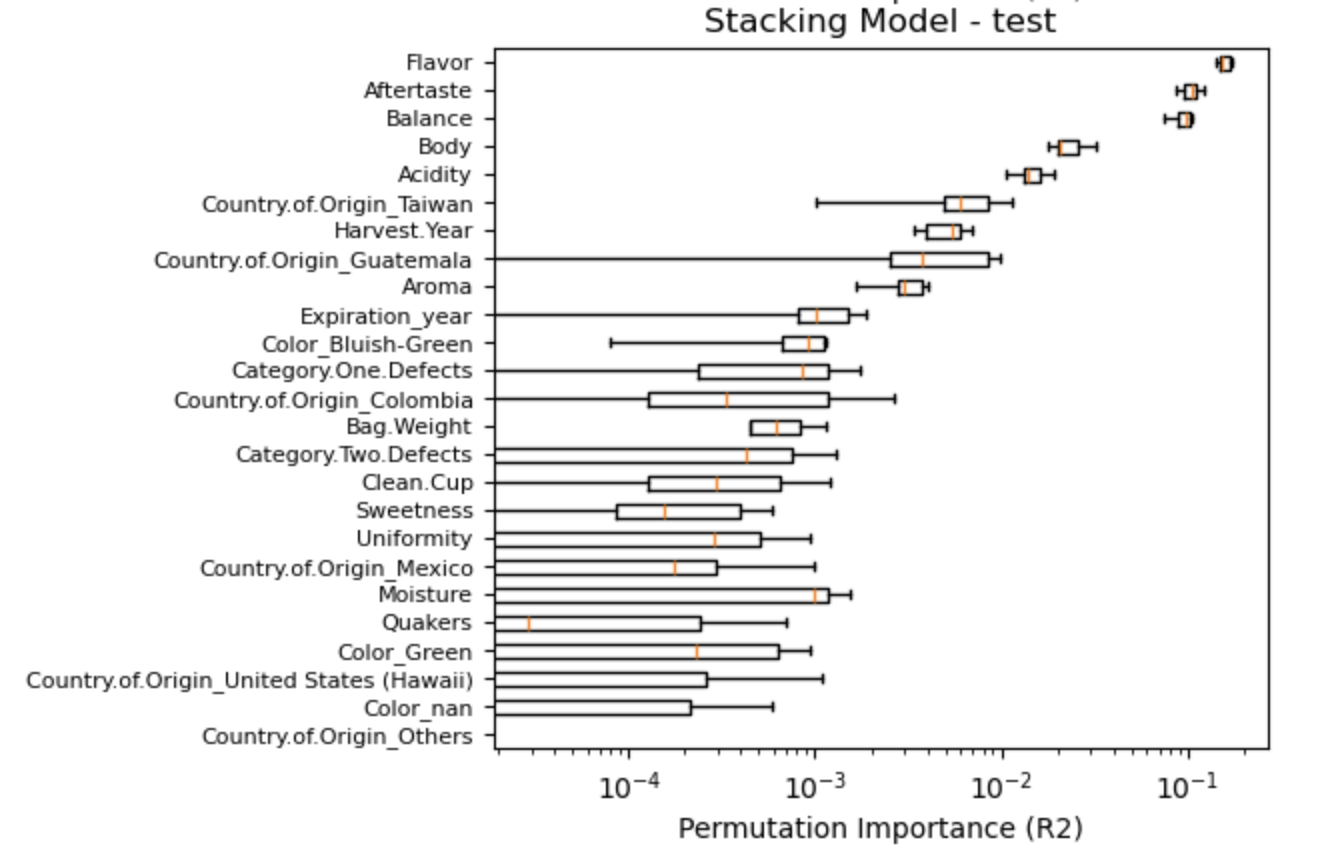 Stacking Model - test
Flavor
Aftertaste
Balance
Body
Acidity
Country.of.Origin_Taiwan
Harvest.Year
Country.of.Origin_Guatemala
Aroma
Expiration_year
Color_Bluish-Green
Category.One.Defects
Country.of.Origin_Colombia
Bag.Weight
Category.Two.Defects
Clean.Cup
Sweetness
Uniformity
Country.of.Origin_Mexico
Moisture
Quakers
Color_Green
Country.of.Origin_United States (Hawaii)
Color_nan
Country.of.Origin_Others
10⁻⁴ 10⁻³ 10⁻² 10⁻¹
Permutation Importance (R2)